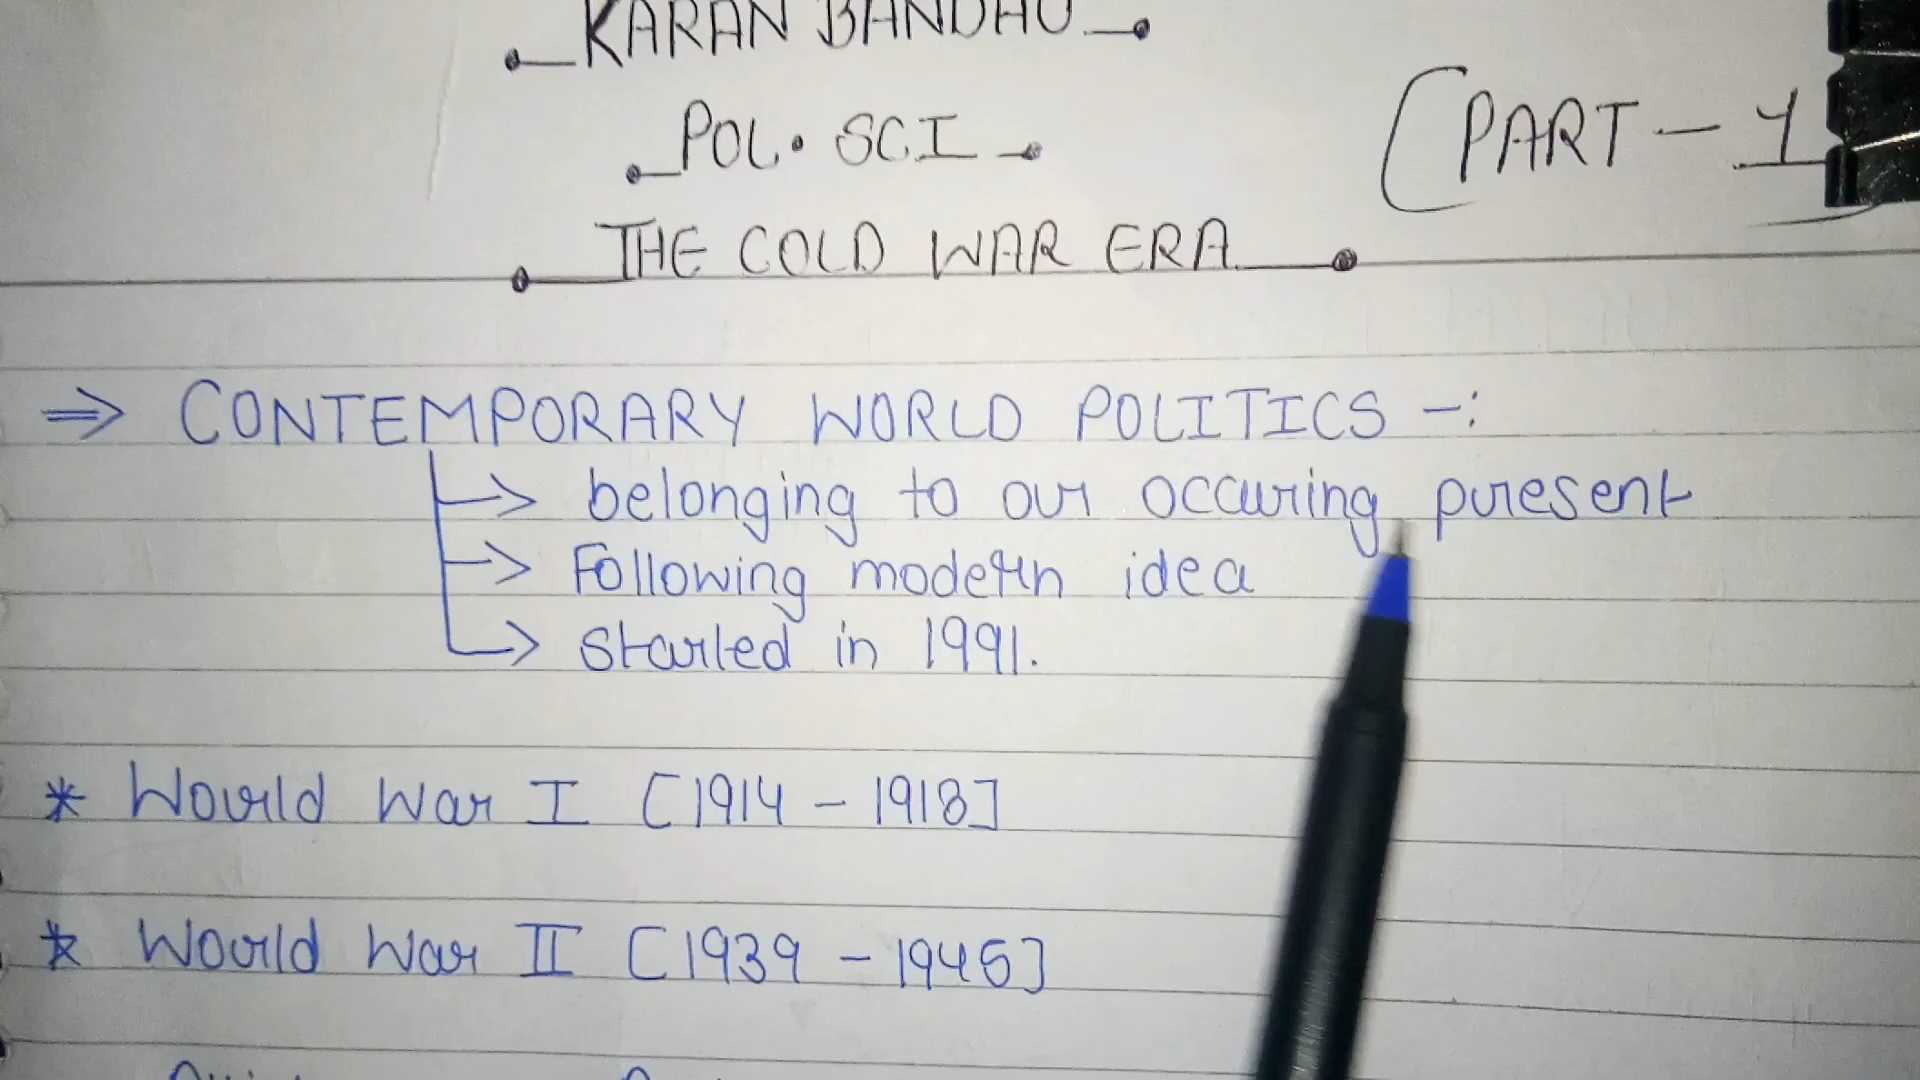 KARAN BANDHU
POL. SCI
(PART-1
THE COLD WAR ERA
⇒ CONTEMPORARY WORLD POLITICS -:
→ belonging to our occuring present
→ Following modern idea
→ Started in 1991.
* World War I [1914 - 1918]
* World War II [1939 - 1945]